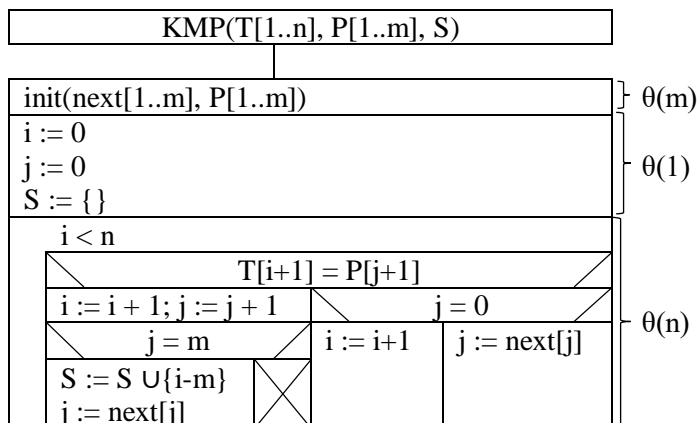 KMP(T[1..n], P[1..m], S)
init(next[1..m], P[1..m])
θ(m)
i := 0
j := 0
S := {}
θ(1)
i < n
T[i+1] = P[j+1]
i := i + 1; j := j + 1
j = 0
θ(n)
j = m
i := i+1
j := next[j]
S := S ∪{i-m}
j := next[j]